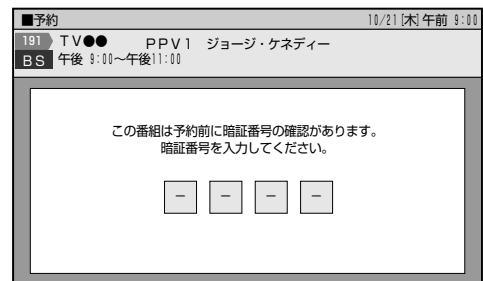 ■予約 10/21[木]午前 9:00
191 TV●● PPV1 ジョージ・ケネディー
BS 午後 9:00〜午後11:00
この番組は予約前に暗証番号の確認があります。
暗証番号を入力してください。
－ － － －